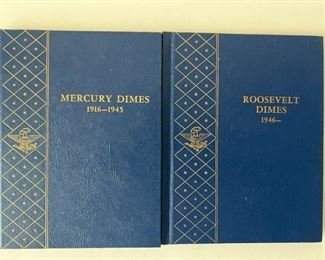 MERCURY DIMES
1916–1945
ROOSEVELT
DIMES
1946–